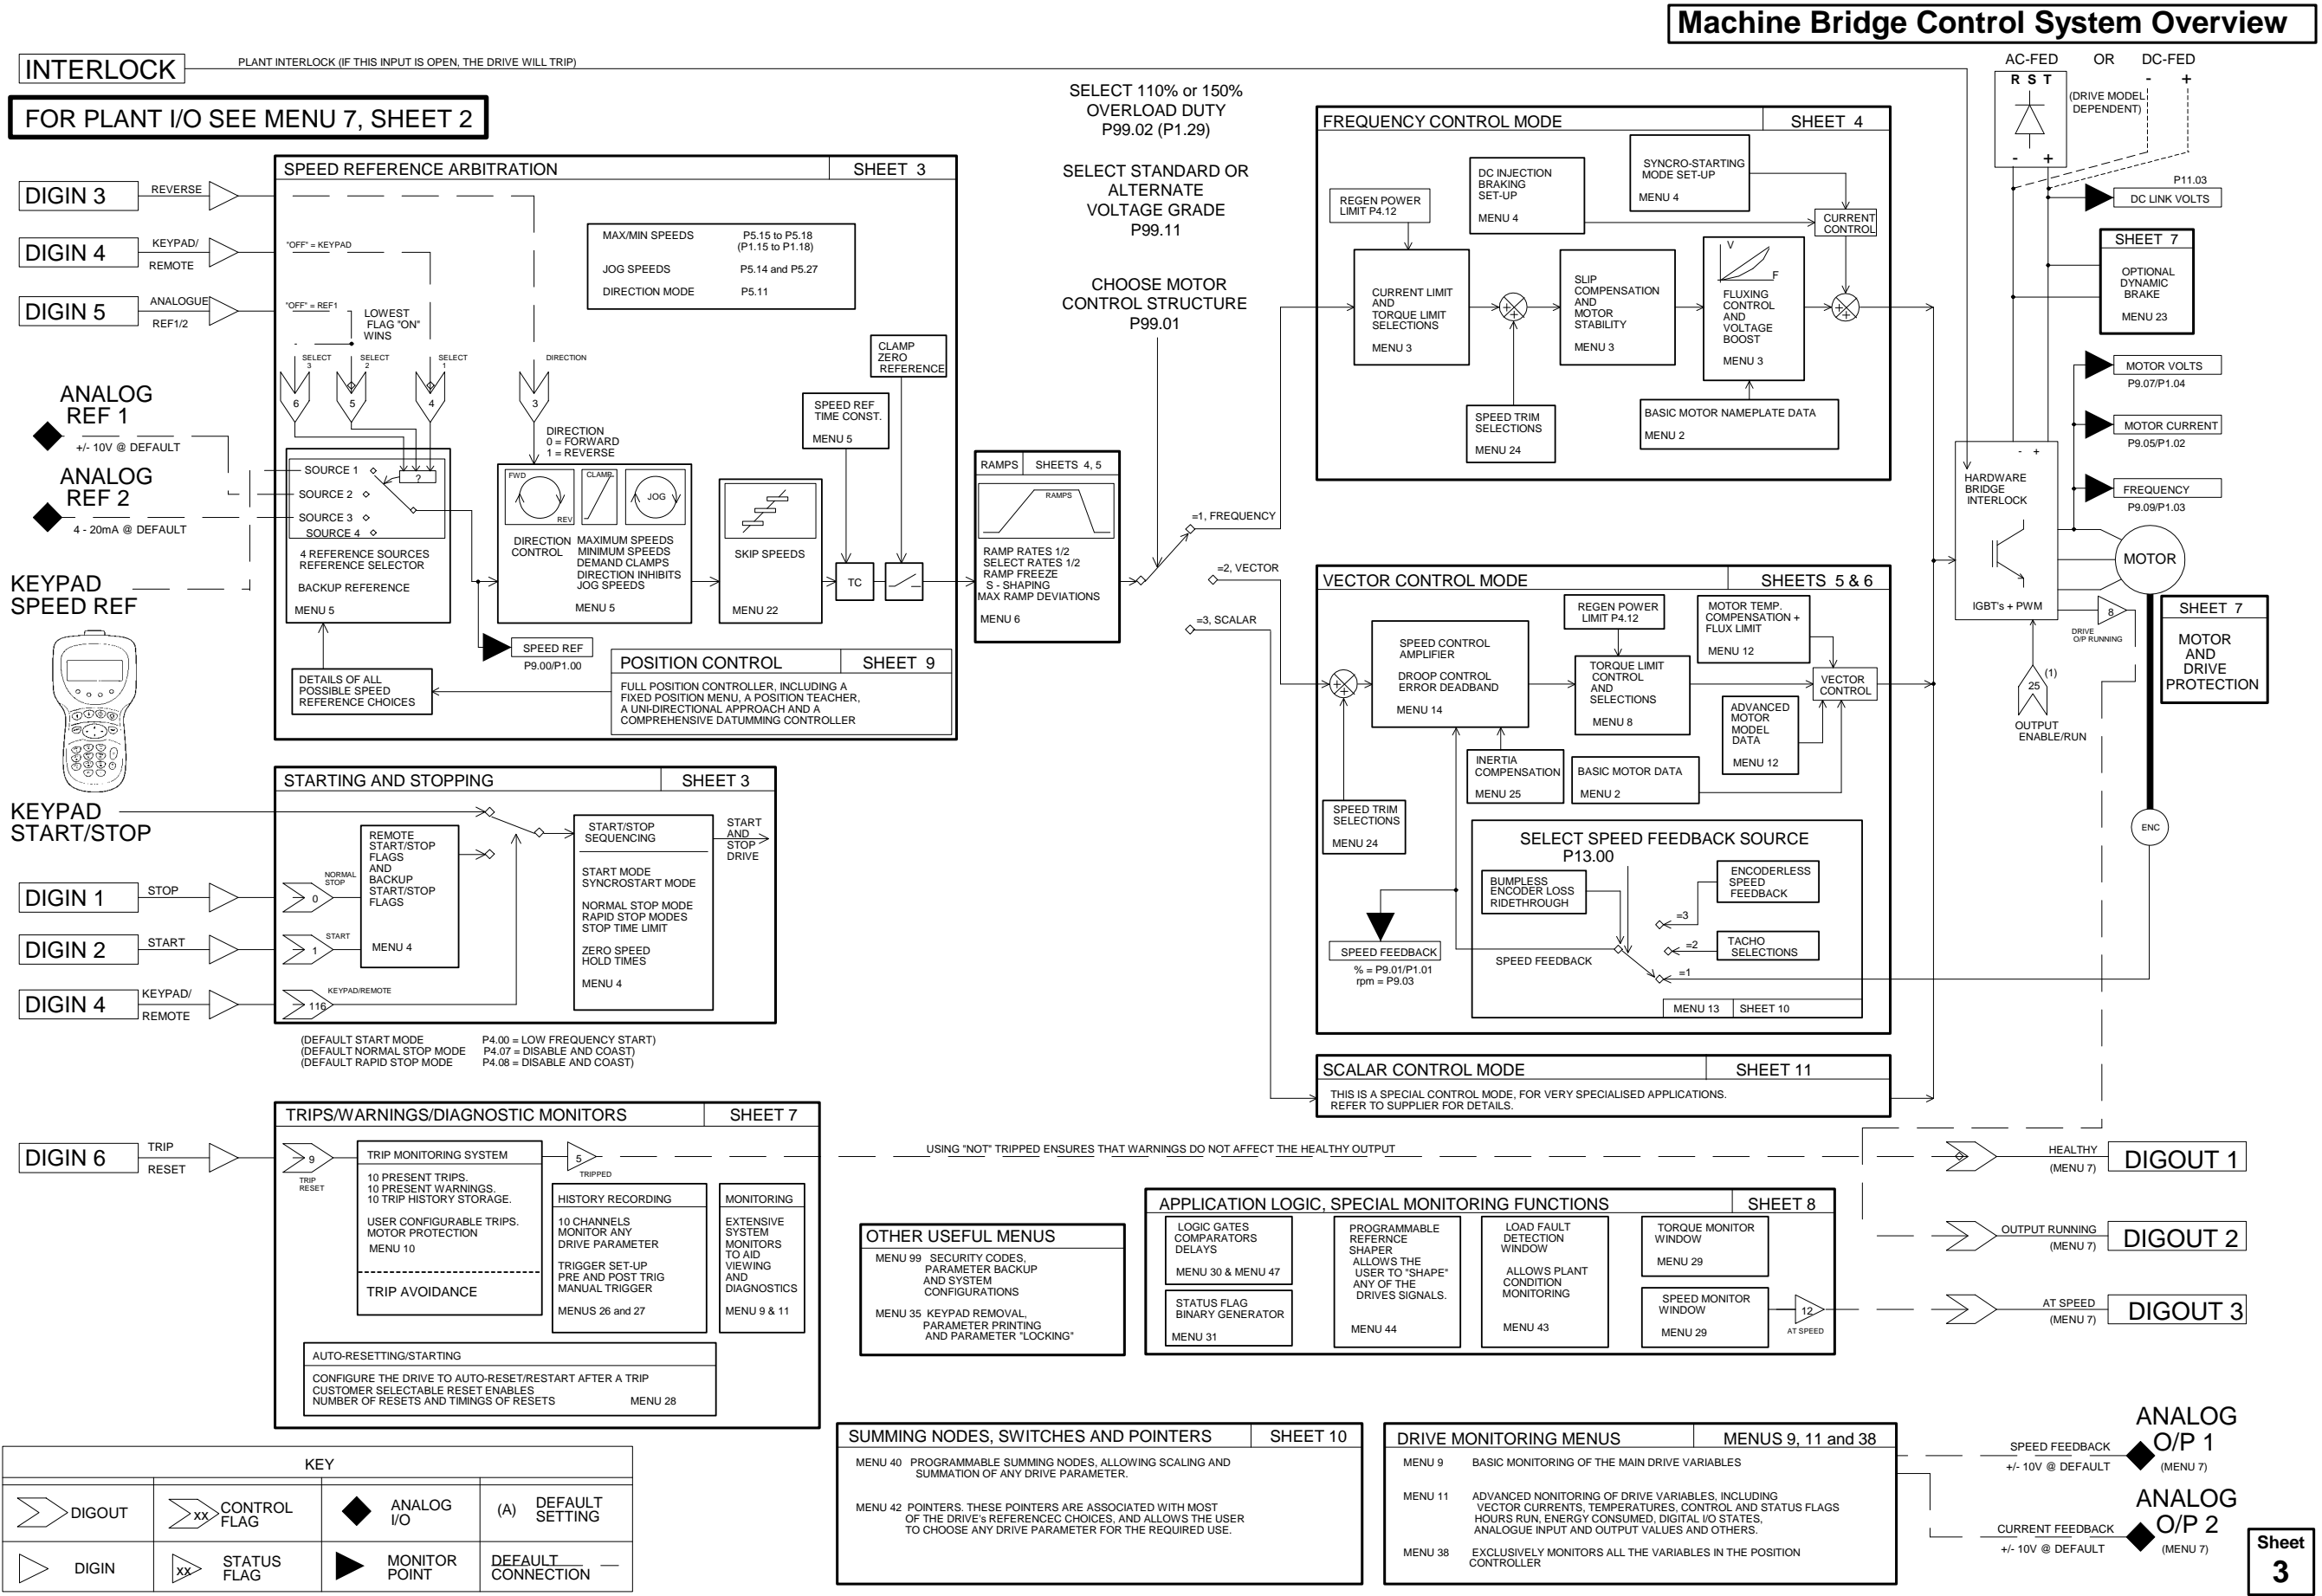 Machine Bridge Control System Overview
INTERLOCK
PLANT INTERLOCK (IF THIS INPUT IS OPEN, THE DRIVE WILL TRIP)
FOR PLANT I/O SEE MENU 7, SHEET 2
AC-FED OR DC-FED
R S T
- +
(DRIVE MODEL
DEPENDENT)
- +
P11.03
DC LINK VOLTS
SHEET 7
OPTIONAL
DYNAMIC
BRAKE
MENU 23
MOTOR VOLTS
P9.07/P1.04
MOTOR CURRENT
P9.05/P1.02
FREQUENCY
P9.09/P1.03
- +
HARDWARE
BRIDGE
INTERLOCK
IGBT's + PWM
MOTOR
8
DRIVE
O/P RUNNING
SHEET 7
MOTOR
AND
DRIVE
PROTECTION
(1)
25
OUTPUT
ENABLE/RUN
ENC
DIGIN 3
REVERSE
DIGIN 4
KEYPAD/
REMOTE
DIGIN 5
ANALOGUE
REF1/2
ANALOG
REF 1
+/- 10V @ DEFAULT
ANALOG
REF 2
4 - 20mA @ DEFAULT
KEYPAD
SPEED REF
SPEED REFERENCE ARBITRATION
SHEET 3
"OFF" = KEYPAD
"OFF" = REF1
LOWEST
FLAG "ON"
WINS
SELECT
3
SELECT
2
SELECT
1
DIRECTION
6
5
4
3
MAX/MIN SPEEDS P5.15 to P5.18
(P1.15 to P1.18)
JOG SPEEDS P5.14 and P5.27
DIRECTION MODE P5.11
CLAMP
ZERO
REFERENCE
SPEED REF
TIME CONST.
MENU 5
DIRECTION
0 = FORWARD
1 = REVERSE
SOURCE 1
?
SOURCE 2
SOURCE 3
SOURCE 4
4 REFERENCE SOURCES
REFERENCE SELECTOR
BACKUP REFERENCE
MENU 5
FWD
REV
CLAMP
JOG
DIRECTION
CONTROL
MAXIMUM SPEEDS
MINIMUM SPEEDS
DEMAND CLAMPS
DIRECTION INHIBITS
JOG SPEEDS
MENU 5
SKIP SPEEDS
MENU 22
TC
SPEED REF
P9.00/P1.00
DETAILS OF ALL
POSSIBLE SPEED
REFERENCE CHOICES
POSITION CONTROL
SHEET 9
FULL POSITION CONTROLLER, INCLUDING A
FIXED POSITION MENU, A POSITION TEACHER,
A UNI-DIRECTIONAL APPROACH AND A
COMPREHENSIVE DATUMMING CONTROLLER
RAMPS
SHEETS 4, 5
RAMPS
RAMP RATES 1/2
SELECT RATES 1/2
RAMP FREEZE
S - SHAPING
MAX RAMP DEVIATIONS
MENU 6
SELECT 110% or 150%
OVERLOAD DUTY
P99.02 (P1.29)
SELECT STANDARD OR
ALTERNATE
VOLTAGE GRADE
P99.11
CHOOSE MOTOR
CONTROL STRUCTURE
P99.01
=1, FREQUENCY
=2, VECTOR
=3, SCALAR
FREQUENCY CONTROL MODE
SHEET 4
REGEN POWER
LIMIT P4.12
DC INJECTION
BRAKING
SET-UP
MENU 4
SYNCRO-STARTING
MODE SET-UP
MENU 4
CURRENT
CONTROL
CURRENT LIMIT
AND
TORQUE LIMIT
SELECTIONS
MENU 3
SLIP
COMPENSATION
AND
MOTOR
STABILITY
MENU 3
V
F
FLUXING
CONTROL
AND
VOLTAGE
BOOST
MENU 3
SPEED TRIM
SELECTIONS
MENU 24
BASIC MOTOR NAMEPLATE DATA
MENU 2
VECTOR CONTROL MODE
SHEETS 5 & 6
SPEED CONTROL
AMPLIFIER
DROOP CONTROL
ERROR DEADBAND
MENU 14
REGEN POWER
LIMIT P4.12
MOTOR TEMP.
COMPENSATION +
FLUX LIMIT
MENU 12
TORQUE LIMIT
CONTROL
AND
SELECTIONS
MENU 8
VECTOR
CONTROL
ADVANCED
MOTOR
MODEL
DATA
MENU 12
INERTIA
COMPENSATION
MENU 25
BASIC MOTOR DATA
MENU 2
SPEED TRIM
SELECTIONS
MENU 24
SELECT SPEED FEEDBACK SOURCE
P13.00
BUMPLESS
ENCODER LOSS
RIDETHROUGH
ENCODERLESS
SPEED
FEEDBACK
=3
=2
TACHO
SELECTIONS
=1
SPEED FEEDBACK
MENU 13
SHEET 10
SPEED FEEDBACK
% = P9.01/P1.01
rpm = P9.03
SCALAR CONTROL MODE
SHEET 11
THIS IS A SPECIAL CONTROL MODE, FOR VERY SPECIALISED APPLICATIONS.
REFER TO SUPPLIER FOR DETAILS.
KEYPAD
START/STOP
DIGIN 1
STOP
DIGIN 2
START
DIGIN 4
KEYPAD/
REMOTE
STARTING AND STOPPING
SHEET 3
NORMAL
STOP
0
START
1
KEYPAD/REMOTE
116
REMOTE
START/STOP
FLAGS
AND
BACKUP
START/STOP
FLAGS
MENU 4
START/STOP
SEQUENCING
START MODE
SYNCROSTART MODE
NORMAL STOP MODE
RAPID STOP MODES
STOP TIME LIMIT
ZERO SPEED
HOLD TIMES
MENU 4
START
AND
STOP
DRIVE
(DEFAULT START MODE P4.00 = LOW FREQUENCY START)
(DEFAULT NORMAL STOP MODE P4.07 = DISABLE AND COAST)
(DEFAULT RAPID STOP MODE P4.08 = DISABLE AND COAST)
DIGIN 6
TRIP
RESET
TRIPS/WARNINGS/DIAGNOSTIC MONITORS
SHEET 7
9
TRIP
RESET
TRIP MONITORING SYSTEM
10 PRESENT TRIPS.
10 PRESENT WARNINGS.
10 TRIP HISTORY STORAGE.
USER CONFIGURABLE TRIPS.
MOTOR PROTECTION
MENU 10
TRIP AVOIDANCE
5
TRIPPED
HISTORY RECORDING
10 CHANNELS
MONITOR ANY
DRIVE PARAMETER
TRIGGER SET-UP
PRE AND POST TRIG
MANUAL TRIGGER
MENUS 26 and 27
MONITORING
EXTENSIVE
SYSTEM
MONITORS
TO AID
VIEWING
AND
DIAGNOSTICS
MENU 9 & 11
AUTO-RESETTING/STARTING
CONFIGURE THE DRIVE TO AUTO-RESET/RESTART AFTER A TRIP
CUSTOMER SELECTABLE RESET ENABLES
NUMBER OF RESETS AND TIMINGS OF RESETS MENU 28
USING "NOT" TRIPPED ENSURES THAT WARNINGS DO NOT AFFECT THE HEALTHY OUTPUT
HEALTHY
(MENU 7)
DIGOUT 1
OUTPUT RUNNING
(MENU 7)
DIGOUT 2
AT SPEED
(MENU 7)
DIGOUT 3
OTHER USEFUL MENUS
MENU 99 SECURITY CODES,
PARAMETER BACKUP
AND SYSTEM
CONFIGURATIONS
MENU 35 KEYPAD REMOVAL,
PARAMETER PRINTING
AND PARAMETER "LOCKING"
APPLICATION LOGIC, SPECIAL MONITORING FUNCTIONS
SHEET 8
LOGIC GATES
COMPARATORS
DELAYS
MENU 30 & MENU 47
STATUS FLAG
BINARY GENERATOR
MENU 31
PROGRAMMABLE
REFERNCE
SHAPER
ALLOWS THE
USER TO "SHAPE"
ANY OF THE
DRIVES SIGNALS.
MENU 44
LOAD FAULT
DETECTION
WINDOW
ALLOWS PLANT
CONDITION
MONITORING
MENU 43
TORQUE MONITOR
WINDOW
MENU 29
SPEED MONITOR
WINDOW
MENU 29
12
AT SPEED
SUMMING NODES, SWITCHES AND POINTERS
SHEET 10
MENU 40 PROGRAMMABLE SUMMING NODES, ALLOWING SCALING AND
SUMMATION OF ANY DRIVE PARAMETER.
MENU 42 POINTERS. THESE POINTERS ARE ASSOCIATED WITH MOST
OF THE DRIVE's REFERENCEC CHOICES, AND ALLOWS THE USER
TO CHOOSE ANY DRIVE PARAMETER FOR THE REQUIRED USE.
DRIVE MONITORING MENUS
MENUS 9, 11 and 38
MENU 9 BASIC MONITORING OF THE MAIN DRIVE VARIABLES
MENU 11 ADVANCED NONITORING OF DRIVE VARIABLES, INCLUDING
VECTOR CURRENTS, TEMPERATURES, CONTROL AND STATUS FLAGS
HOURS RUN, ENERGY CONSUMED, DIGITAL I/O STATES,
ANALOGUE INPUT AND OUTPUT VALUES AND OTHERS.
MENU 38 EXCLUSIVELY MONITORS ALL THE VARIABLES IN THE POSITION
CONTROLLER
SPEED FEEDBACK
+/- 10V @ DEFAULT
ANALOG
O/P 1
(MENU 7)
CURRENT FEEDBACK
+/- 10V @ DEFAULT
ANALOG
O/P 2
(MENU 7)
KEY
DIGOUT
xx
CONTROL
FLAG
ANALOG
I/O
(A)
DEFAULT
SETTING
DIGIN
xx
STATUS
FLAG
MONITOR
POINT
DEFAULT
CONNECTION
Sheet
3